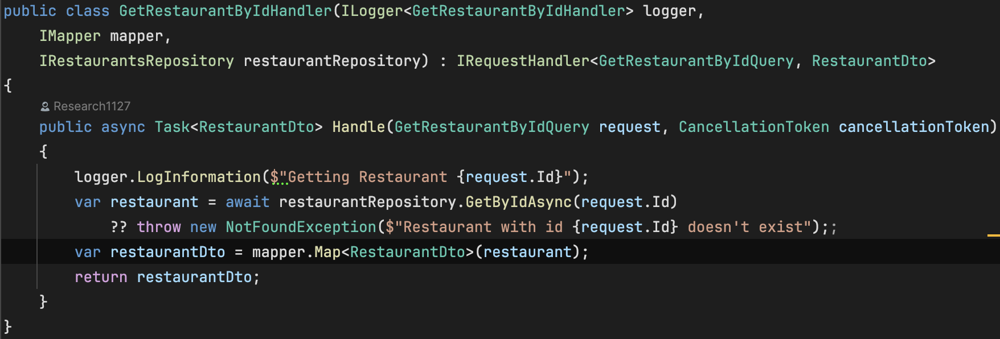 public class GetRestaurantByIdHandler(ILogger<GetRestaurantByIdHandler> logger,
    IMapper mapper,
    IRestaurantsRepository restaurantRepository) : IRequestHandler<GetRestaurantByIdQuery, RestaurantDto>
{
    Research1127
    public async Task<RestaurantDto> Handle(GetRestaurantByIdQuery request, CancellationToken cancellationToken)
    {
        logger.LogInformation($"Getting Restaurant {request.Id}");
        var restaurant = await restaurantRepository.GetByIdAsync(request.Id)
            ?? throw new NotFoundException($"Restaurant with id {request.Id} doesn't exist");;
        var restaurantDto = mapper.Map<RestaurantDto>(restaurant);
        return restaurantDto;
    }
}